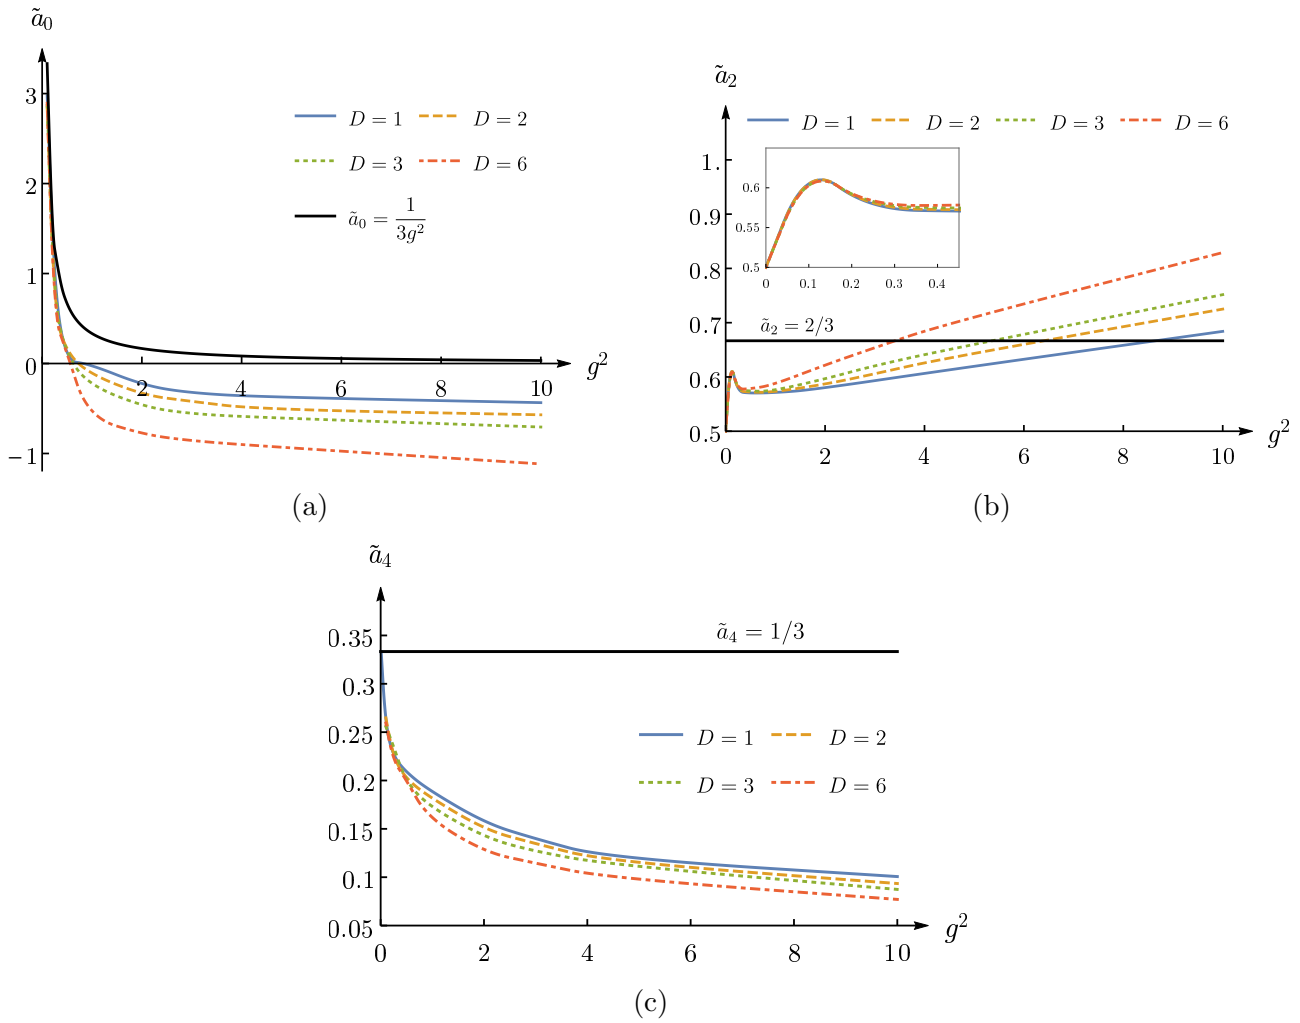 ã₀
3
2
1
0
−1
2 4 6 8 10
g²
D = 1 D = 2
D = 3 D = 6
ã₀ = 1/3g²
(a)
ã₂
D = 1 D = 2 D = 3 D = 6
1.
0.9
0.8
0.7
0.6
0.5
0.6
0.55
0.5
0 0.1 0.2 0.3 0.4
ã₂ = 2/3
0 2 4 6 8 10
g²
(b)
ã₄
0.35
0.3
0.25
0.2
0.15
0.1
0.05
ã₄ = 1/3
D = 1 D = 2
D = 3 D = 6
0 2 4 6 8 10
g²
(c)